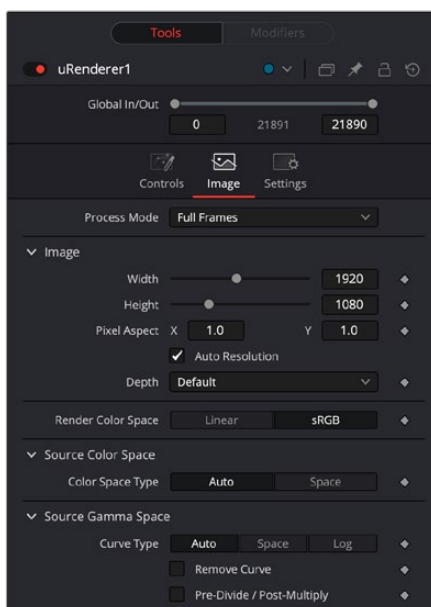 Tools Modifiers
uRenderer1
Global In/Out
0 21891 21890
Controls Image Settings
Process Mode Full Frames
Image
Width 1920
Height 1080
Pixel Aspect X 1.0 Y 1.0
Auto Resolution
Depth Default
Render Color Space Linear sRGB
Source Color Space
Color Space Type Auto Space
Source Gamma Space
Curve Type Auto Space Log
Remove Curve
Pre-Divide / Post-Multiply